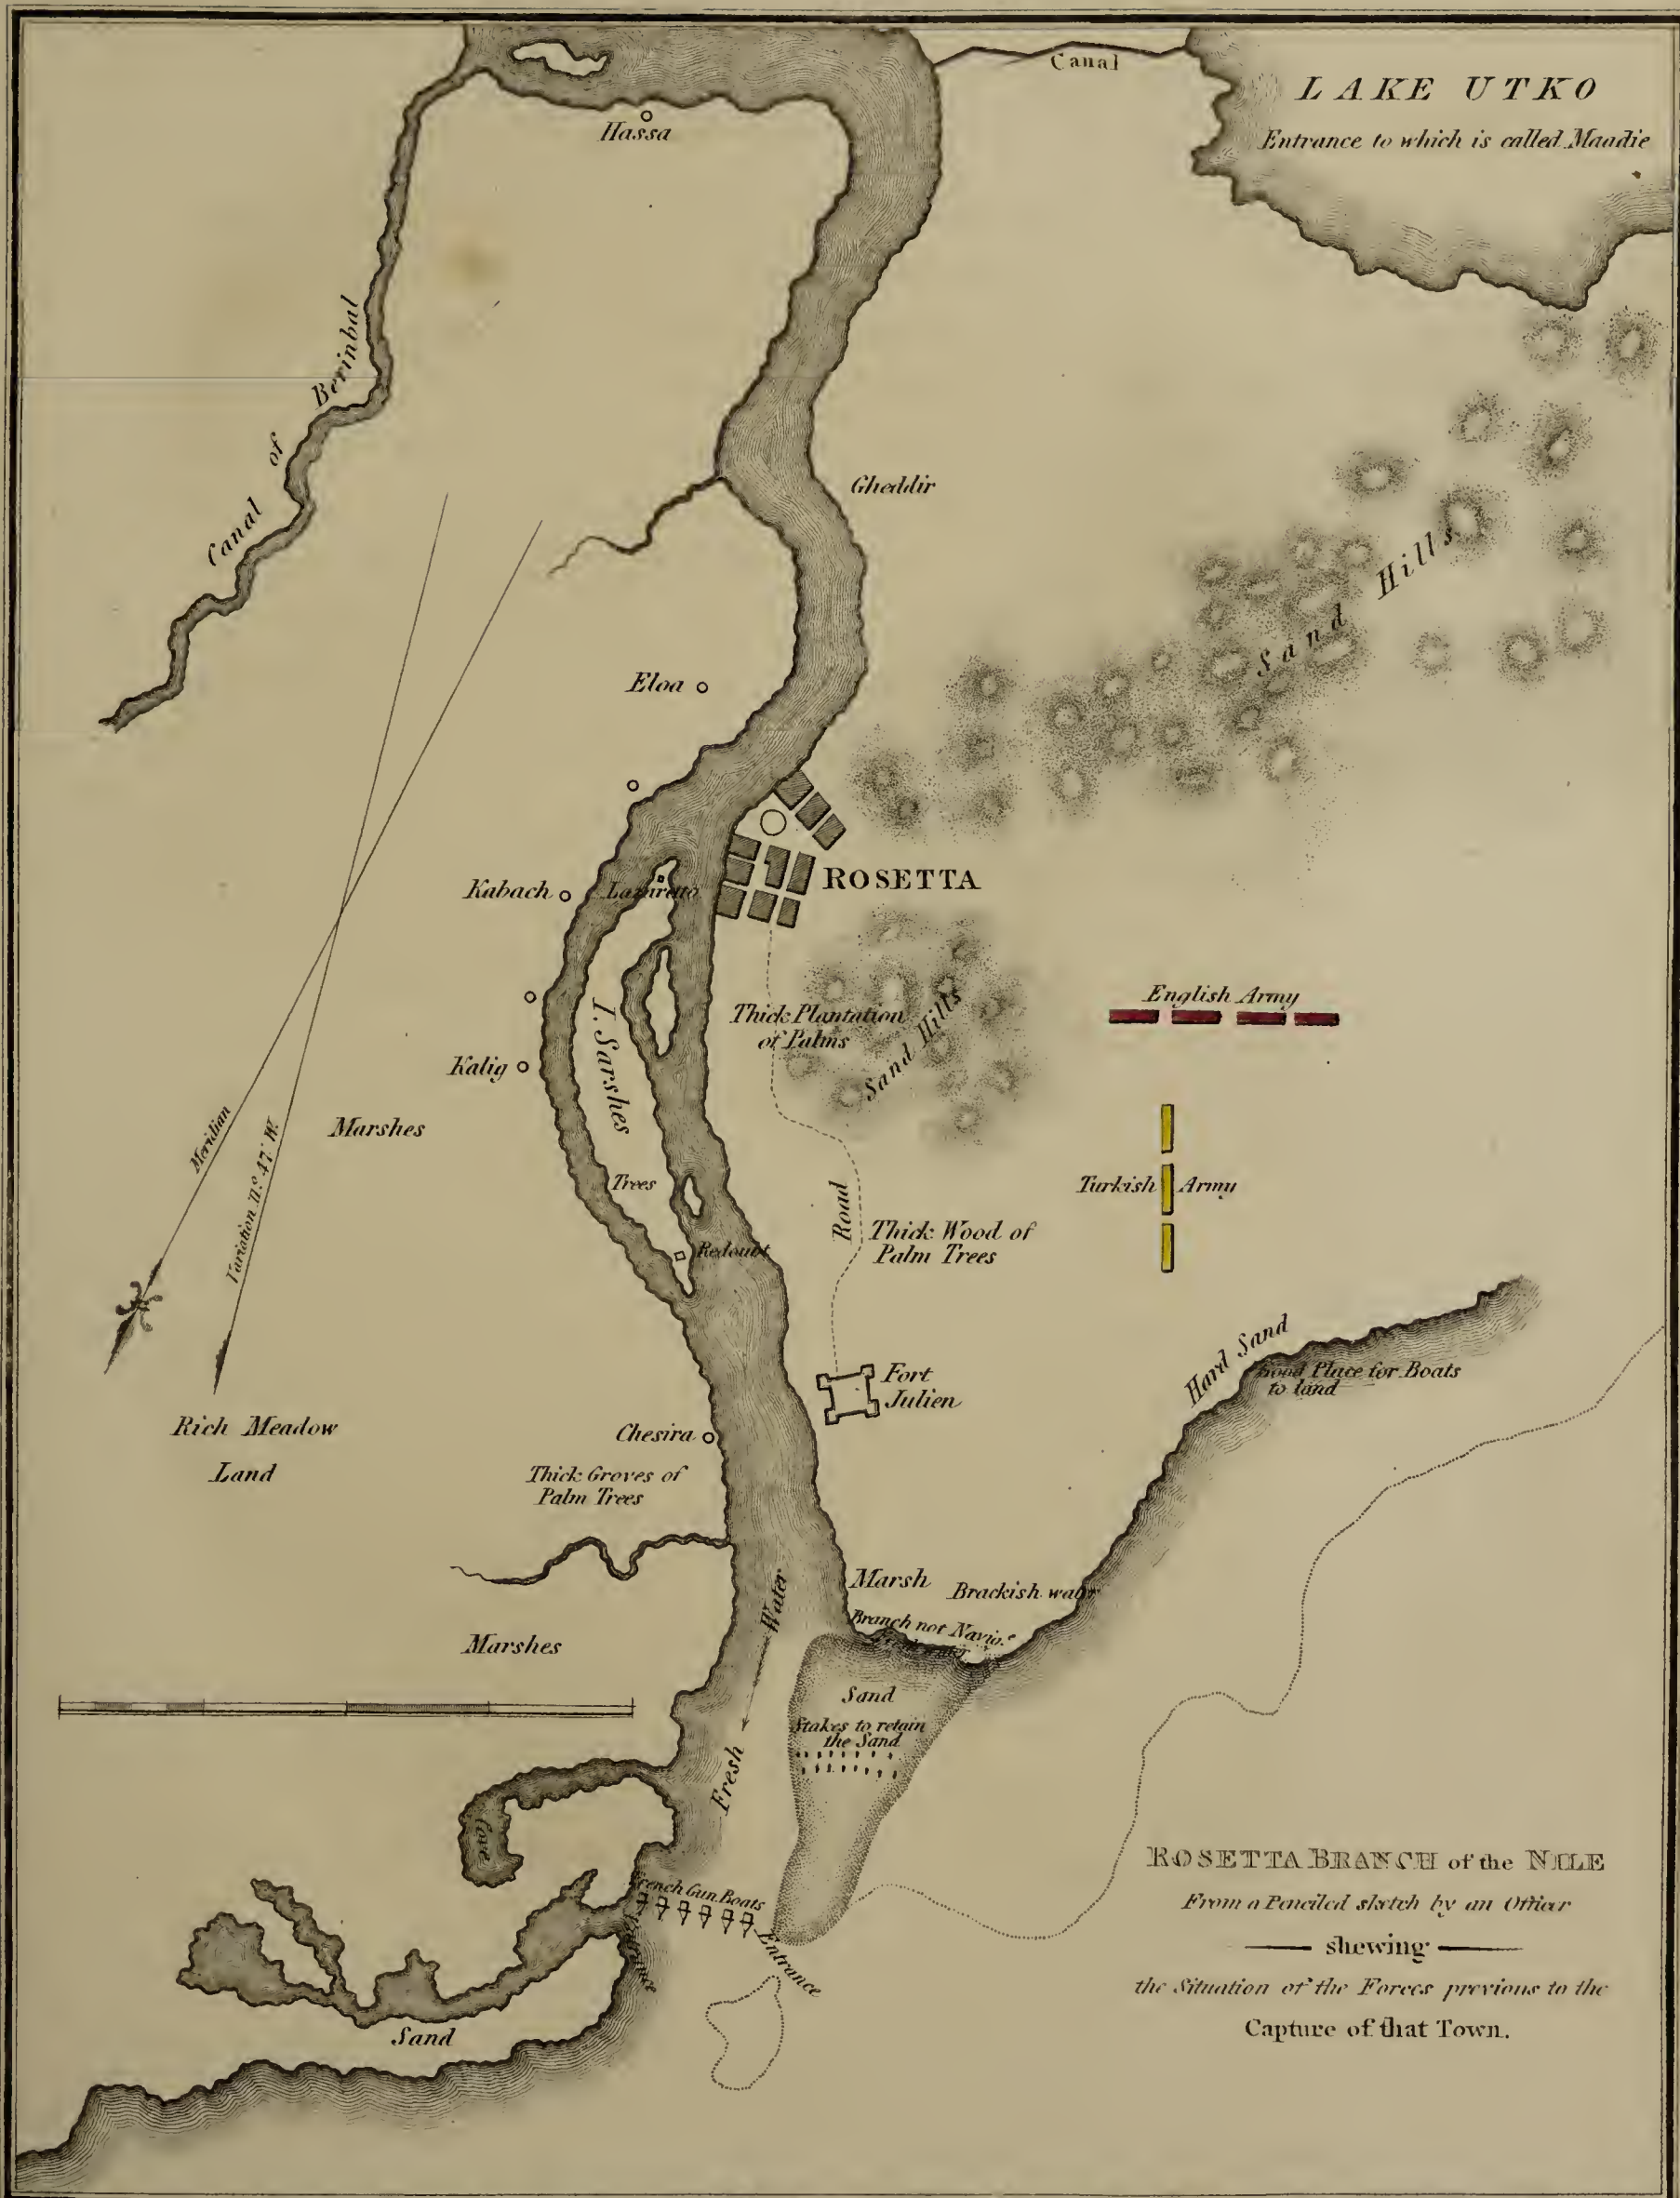 Canal
LAKE UTKO
Entrance to which is called Maadie
Hassa
Canal of Berinbal
Gheddir
Sand Hills
Eloa
Kabach
Lazaretto
ROSETTA
English Army
Thick Plantation
of Palms
Sand Hills
I. Sarshes
Kalig
Marshes
Meridian
Trees
Turkish Army
Road
Thick Wood of
Palm Trees
Redoubt
Hard Sand
Good Place for Boats
to land
Fort
Julien
Rich Meadow
Land
Chesira
Thick Groves of
Palm Trees
Marsh
Brackish water
Branch not Navig.e
Marshes
Fresh Water
Sand
Stakes to retain
the Sand
Cove
French Gun Boats
Entrance
Entrance
Sand
ROSETTA BRANCH of the NILE
From a Penciled sketch by an Officer
shewing
the Situation of the Forces previous to the
Capture of that Town.